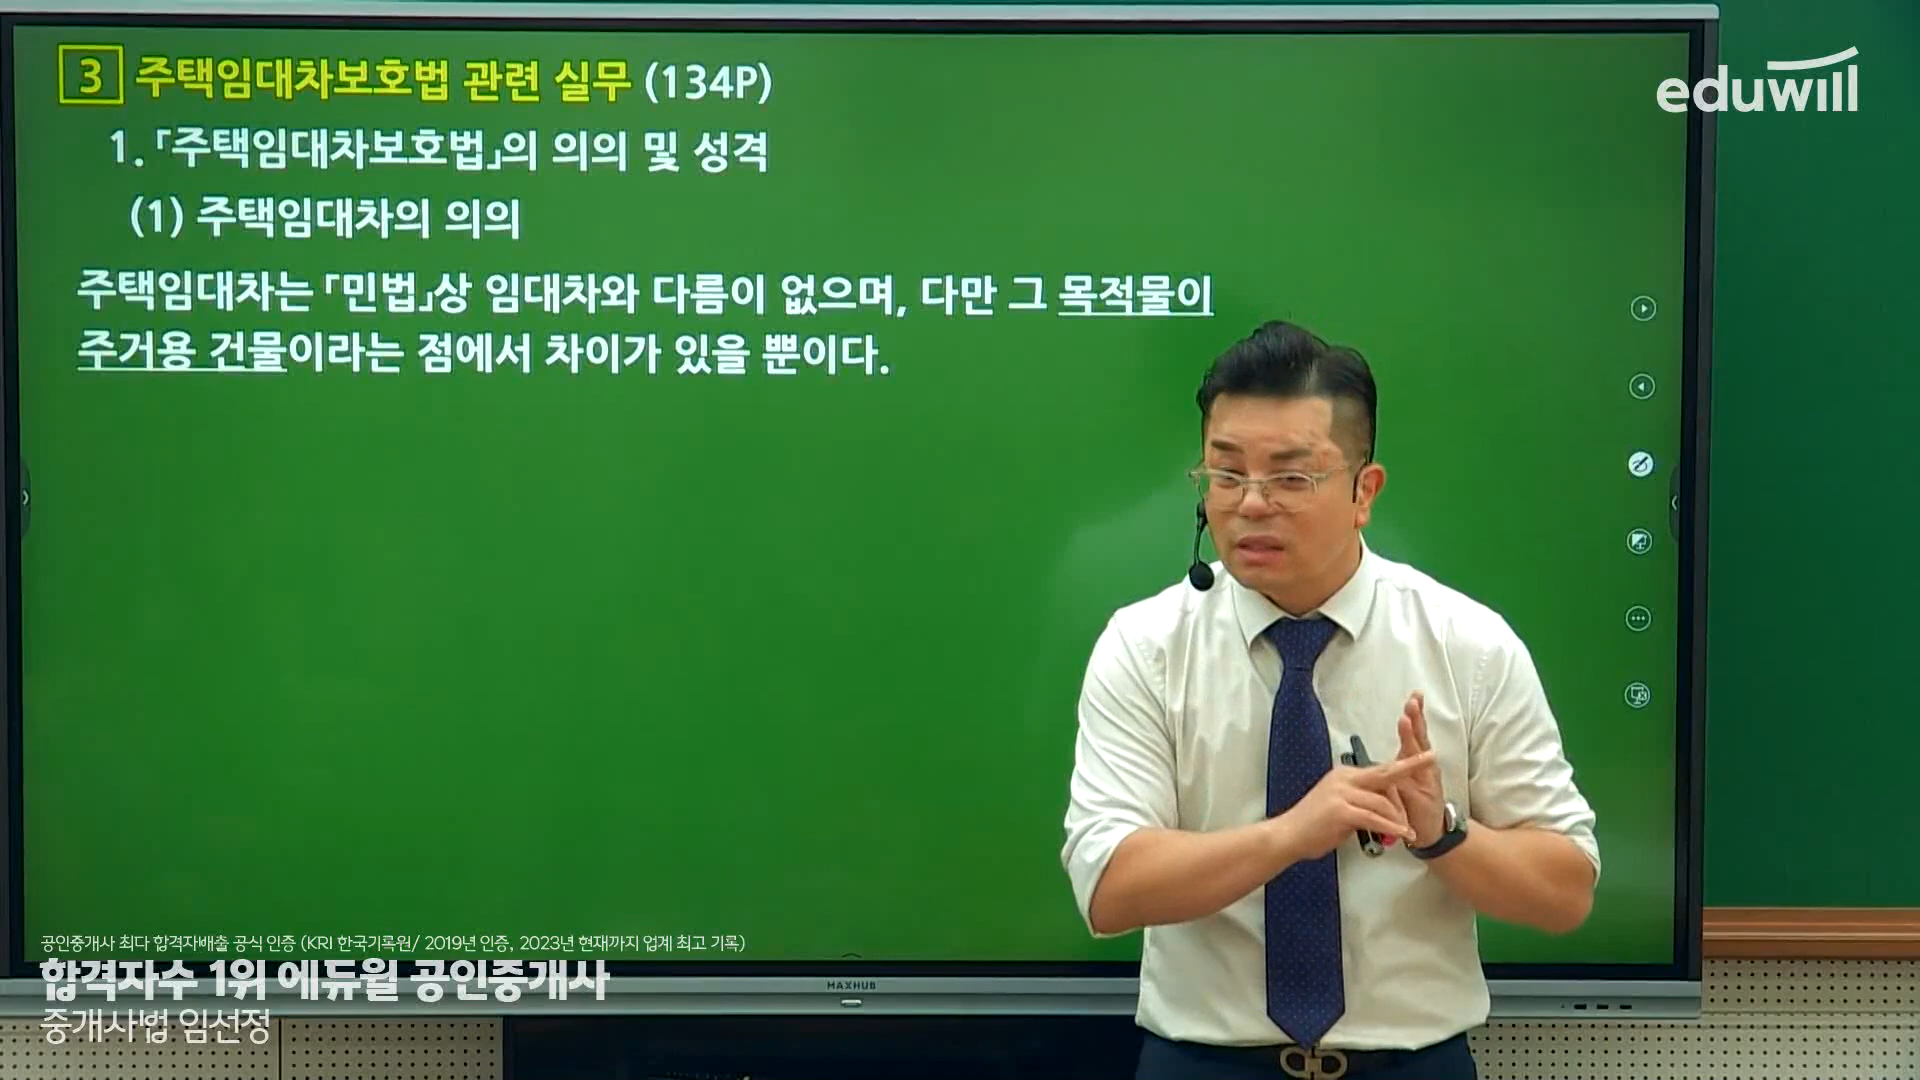 3 주택임대차보호법 관련 실무 (134P)
eduwill
1. ｢주택임대차보호법｣의 의의 및 성격
(1) 주택임대차의 의의
주택임대차는 ｢민법｣상 임대차와 다름이 없으며, 다만 그 목적물이
주거용 건물이라는 점에서 차이가 있을 뿐이다.
공인중개사 최다 합격자배출 공식 인증 (KRI 한국기록원/ 2019년 인증, 2023년 현재까지 업계 최고 기록)
합격자수 1위 에듀윌 공인중개사
중개사법 임선정
MAXHUB